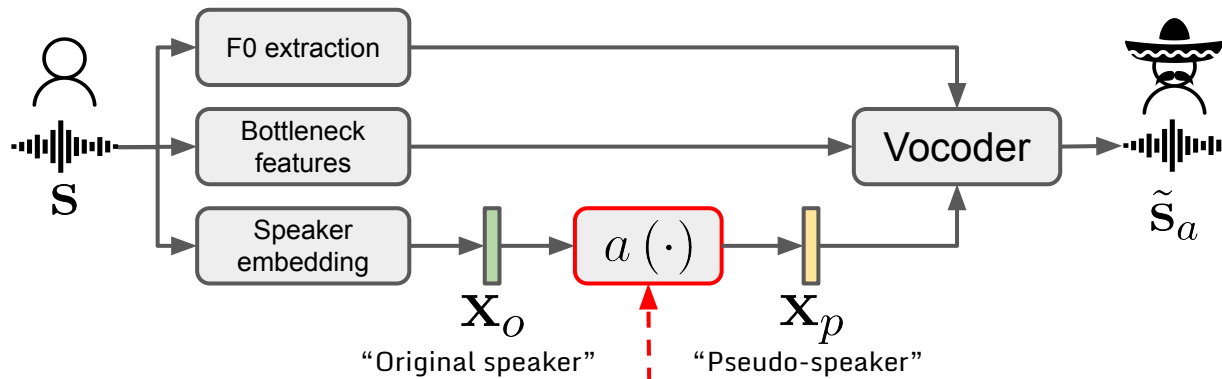 F0 extraction
Bottleneck
features
Speaker
embedding
Vocoder
a (·)
s
s̃ₐ
xₒ
xₚ
“Original speaker”
“Pseudo-speaker”